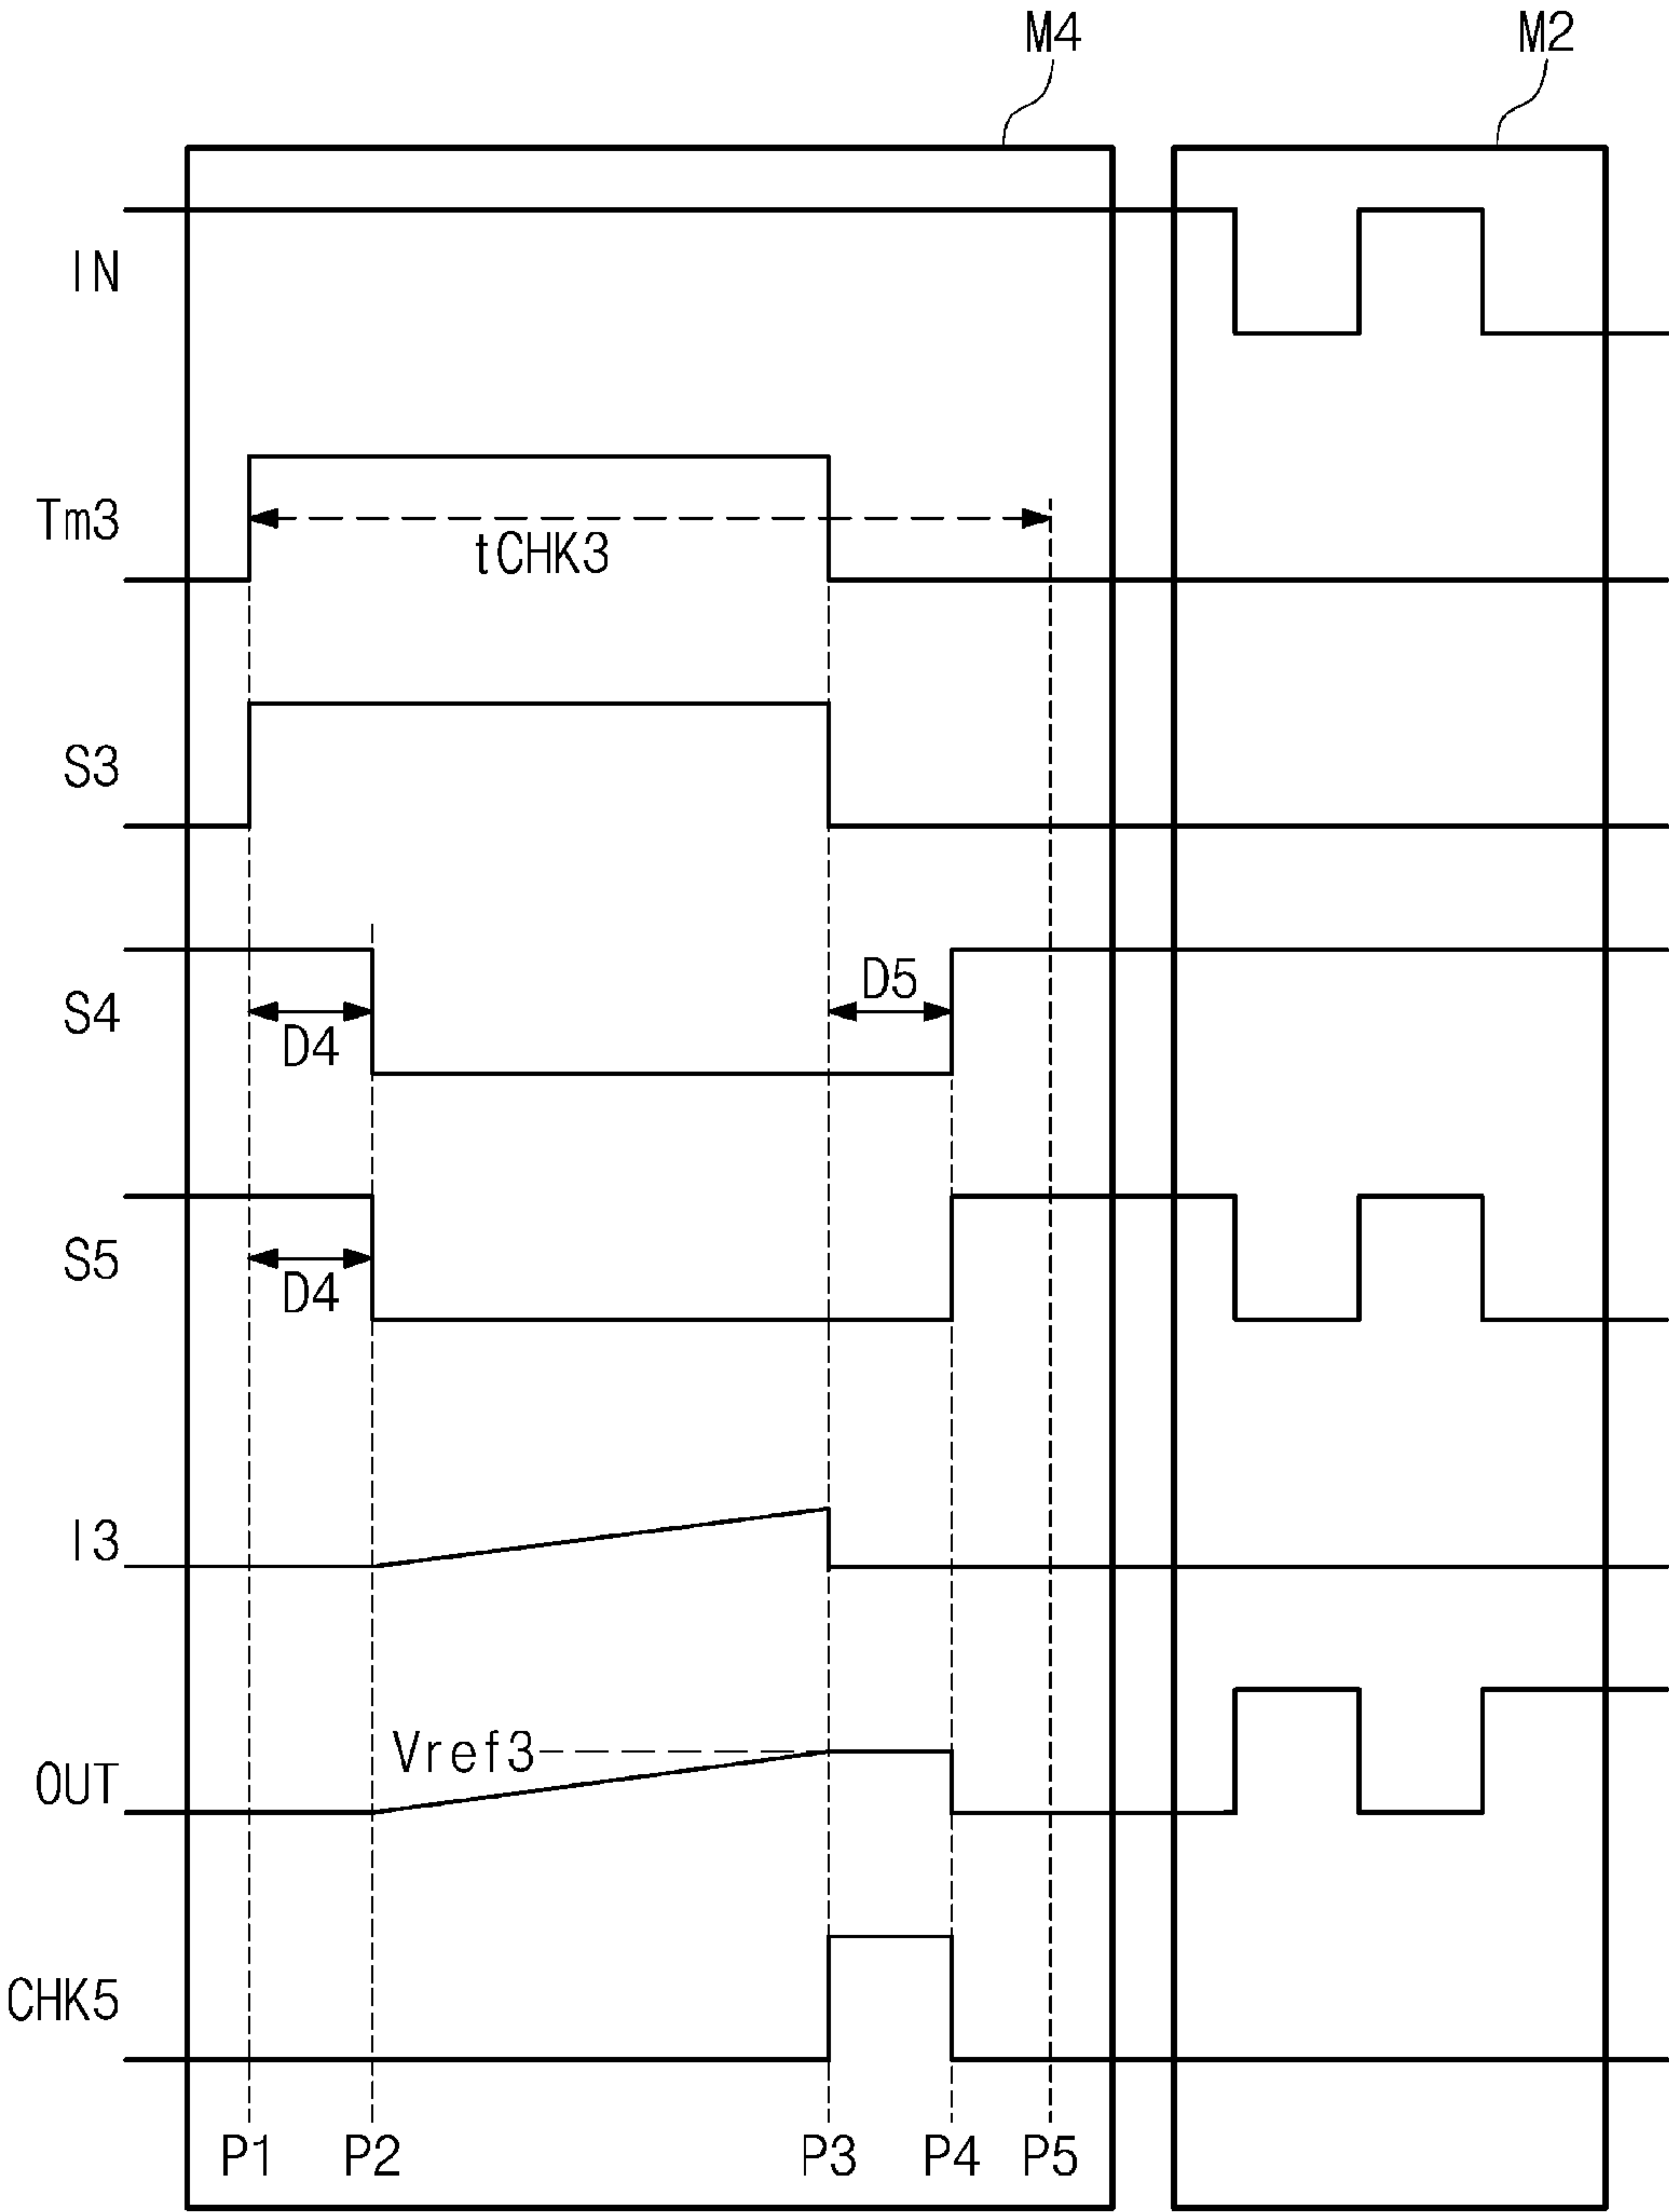 M4 M2
IN
Tm3
tCHK3
S3
S4
D4
D5
S5
D4
I3
Vref3
OUT
CHK5
P1 P2 P3 P4 P5